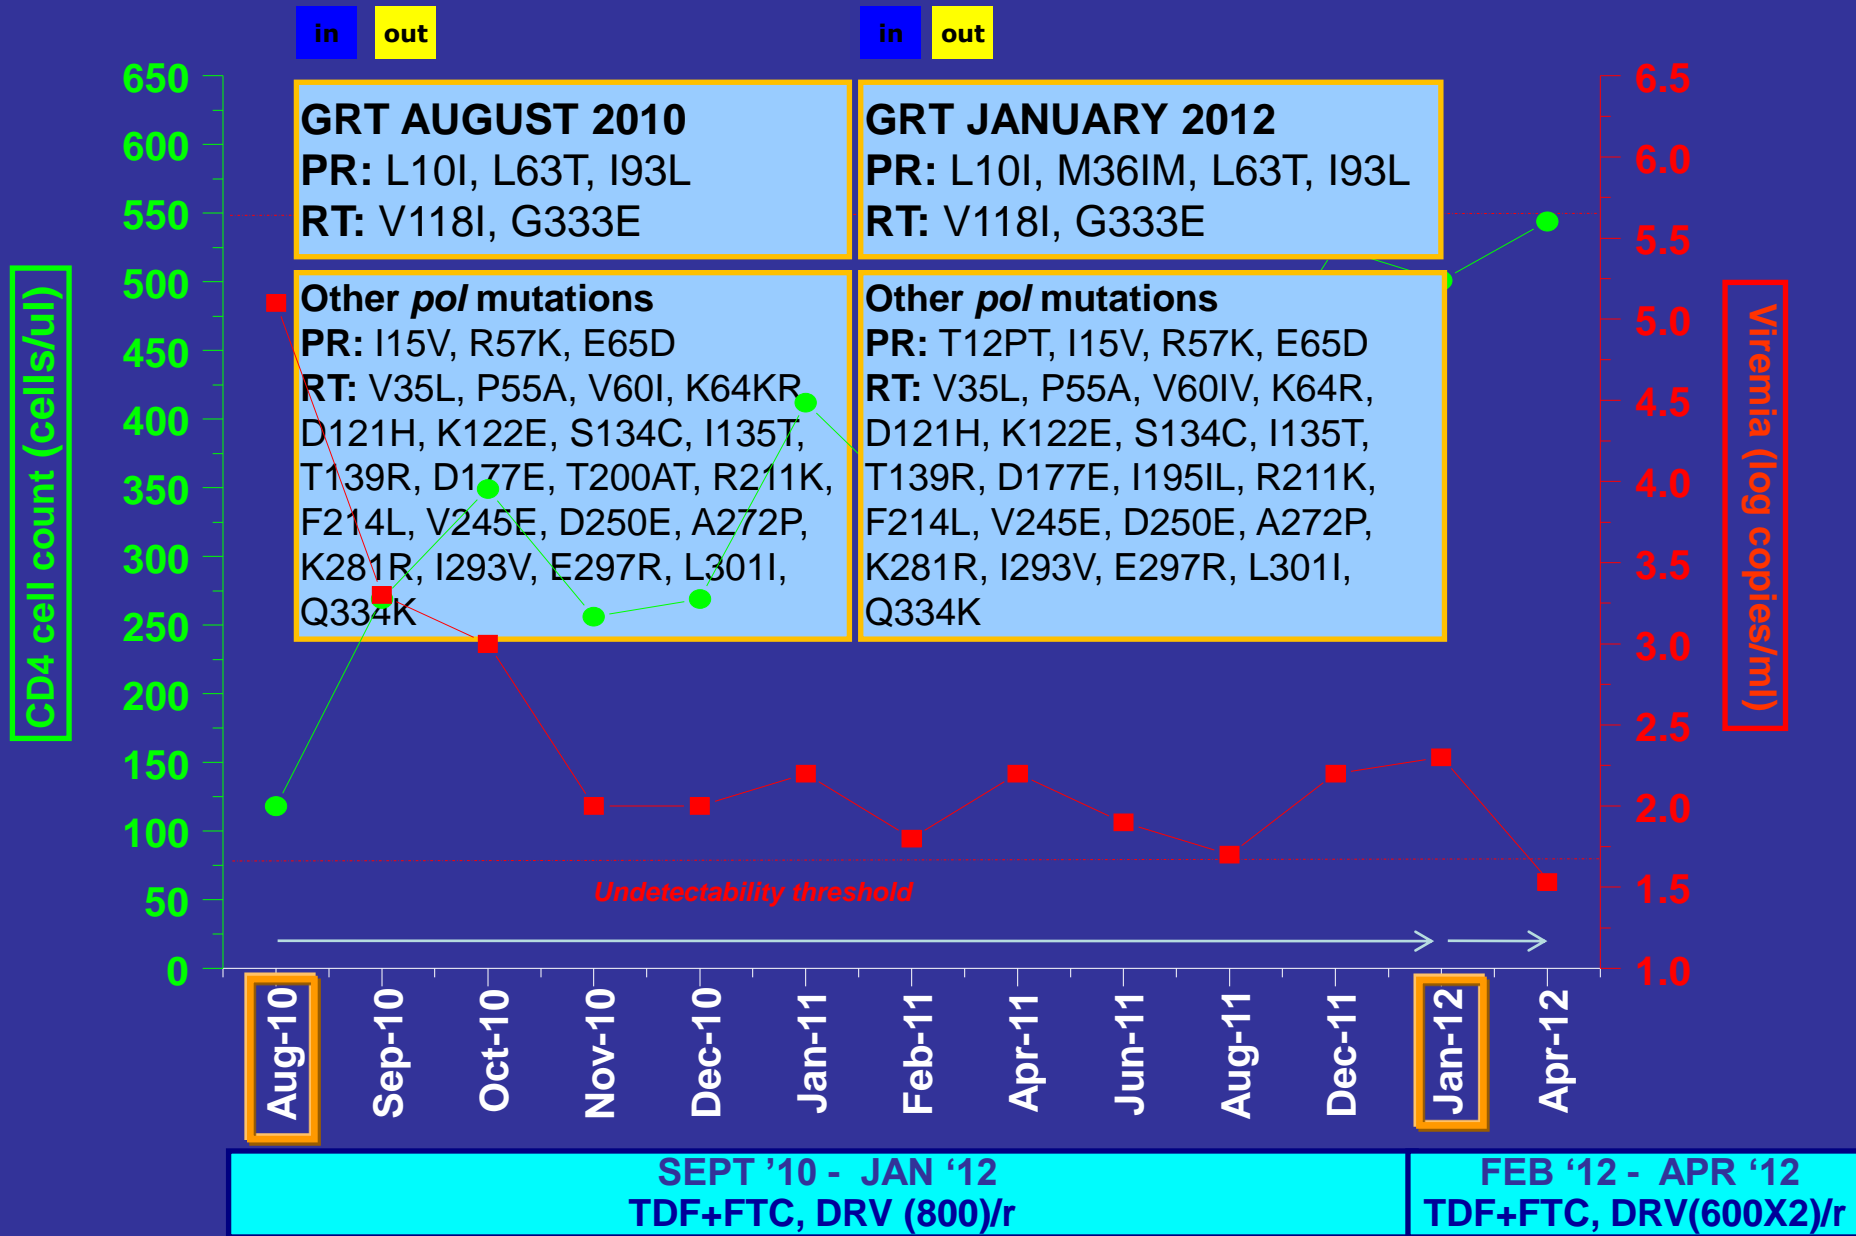 in out
in out
GRT AUGUST 2010
PR: L10I, L63T, I93L
RT: V118I, G333E
GRT JANUARY 2012
PR: L10I, M36IM, L63T, I93L
RT: V118I, G333E
Other pol mutations
PR: I15V, R57K, E65D
RT: V35L, P55A, V60I, K64KR,
D121H, K122E, S134C, I135T,
T139R, D177E, T200AT, R211K,
F214L, V245E, D250E, A272P,
K281R, I293V, E297R, L301I,
Q334K
Other pol mutations
PR: T12PT, I15V, R57K, E65D
RT: V35L, P55A, V60IV, K64R,
D121H, K122E, S134C, I135T,
T139R, D177E, I195IL, R211K,
F214L, V245E, D250E, A272P,
K281R, I293V, E297R, L301I,
Q334K
CD4 cell count (cells/ul)
650
600
550
500
450
400
350
300
250
200
150
100
50
0
6.5
6.0
5.5
5.0
4.5
4.0
3.5
3.0
2.5
2.0
1.5
1.0
Viremia (log copies/ml)
Undetectability threshold
Aug-10
Sep-10
Oct-10
Nov-10
Dec-10
Jan-11
Feb-11
Apr-11
Jun-11
Aug-11
Dec-11
Jan-12
Apr-12
SEPT ’10 - JAN ‘12
TDF+FTC, DRV (800)/r
FEB ‘12 - APR ‘12
TDF+FTC, DRV(600X2)/r